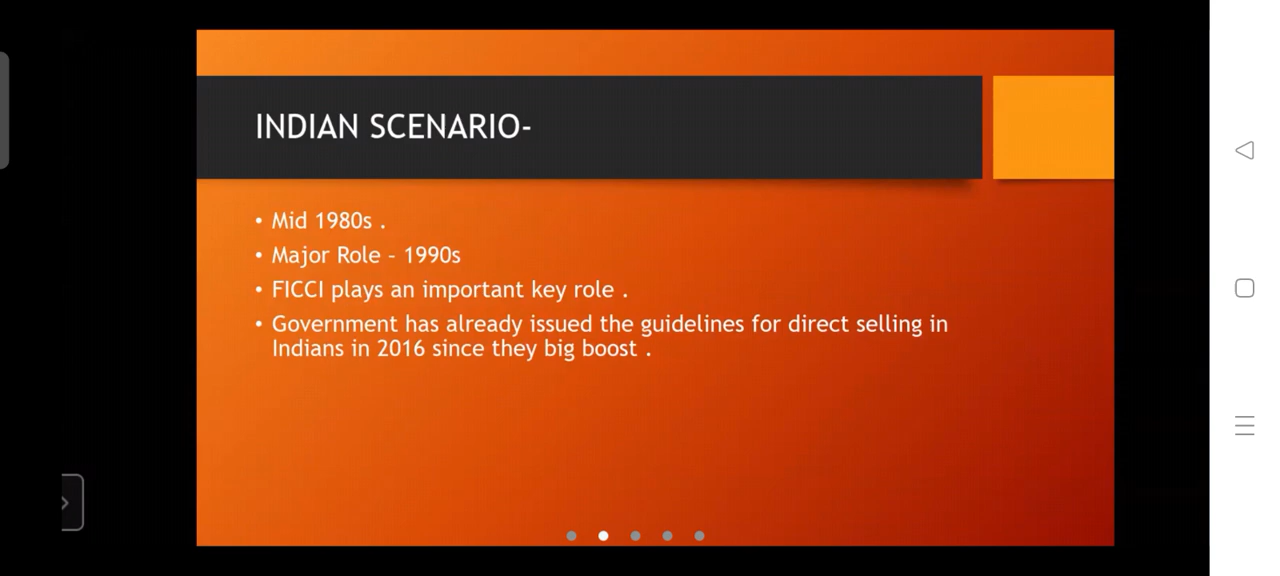 INDIAN SCENARIO-
• Mid 1980s .
• Major Role – 1990s
• FICCI plays an important key role .
• Government has already issued the guidelines for direct selling in
Indians in 2016 since they big boost .